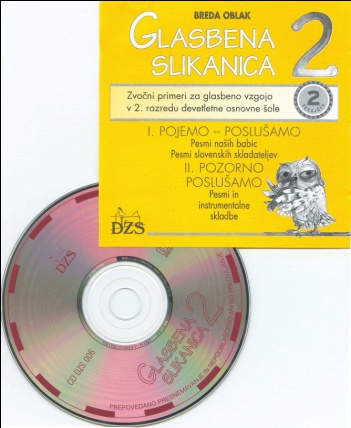 BREDA OBLAK
GLASBENA
SLIKANICA 2
Zvočni primeri za glasbeno vzgojo
v 2. razredu devetletne osnovne šole
2
I. POJEMO – POSLUŠAMO
Pesmi naših babic
Pesmi slovenskih skladateljev
II. POZORNO
POSLUŠAMO
Pesmi in
instrumentalne
skladbe
DZS
DZS
CD DZS 006
GLASBENA
SLIKANICA 2
PREPOVEDANO PRESNEMAVANJE IN